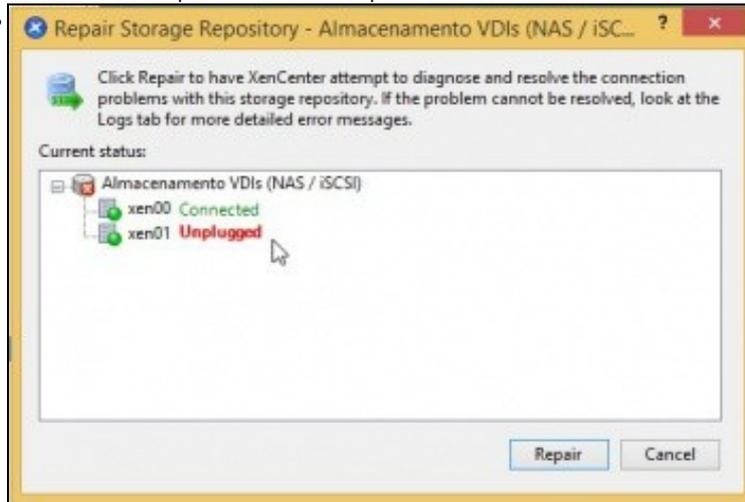 Repair Storage Repository - Almacenamento VDIs (NAS / iSC... ? ×
Click Repair to have XenCenter attempt to diagnose and resolve the connection
problems with this storage repository. If the problem cannot be resolved, look at the
Logs tab for more detailed error messages.
Current status:
Almacenamento VDIs (NAS / iSCSI)
xen00 Connected
xen01 Unplugged
Repair Cancel